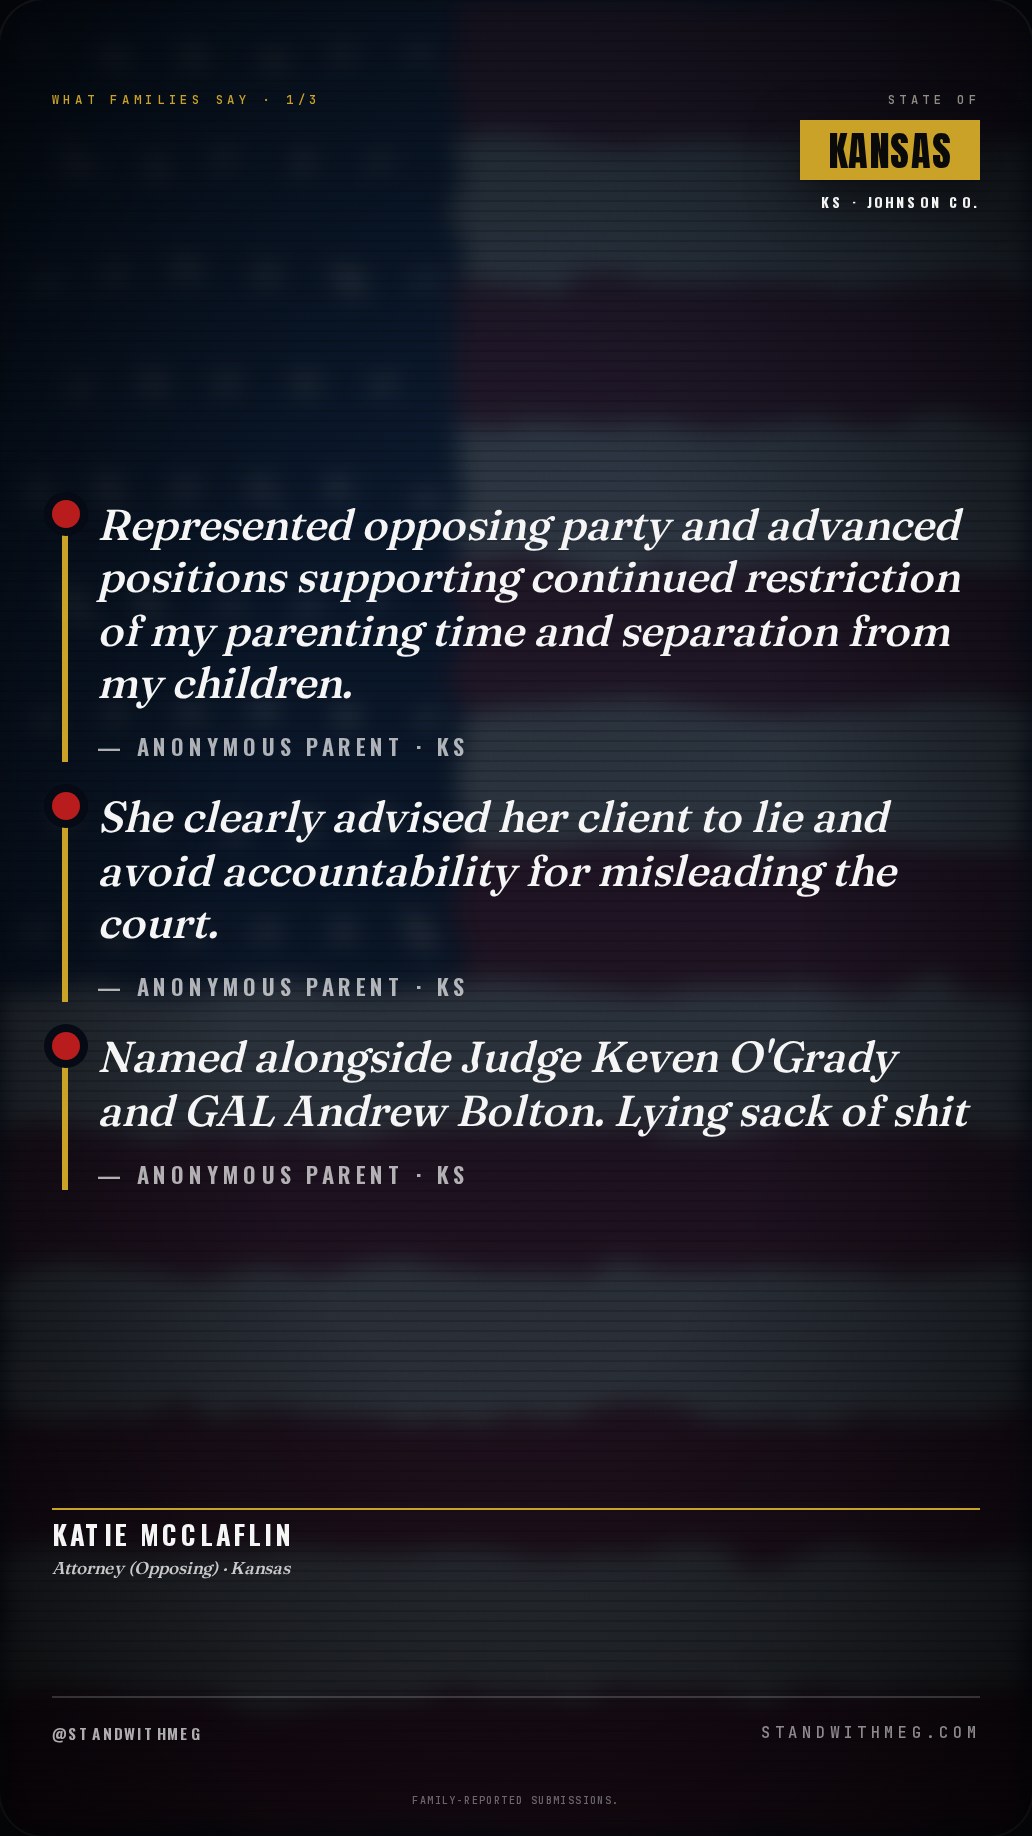 WHAT FAMILIES SAY · 1/3
STATE OF
KANSAS
KS · JOHNSON CO.
Represented opposing party and advanced
positions supporting continued restriction
of my parenting time and separation from
my children.
— ANONYMOUS PARENT · KS
She clearly advised her client to lie and
avoid accountability for misleading the
court.
— ANONYMOUS PARENT · KS
Named alongside Judge Keven O'Grady
and GAL Andrew Bolton. Lying sack of shit
— ANONYMOUS PARENT · KS
KATIE MCCLAFLIN
Attorney (Opposing) · Kansas
@STANDWITHMEG
STANDWITHMEG.COM
FAMILY-REPORTED SUBMISSIONS.